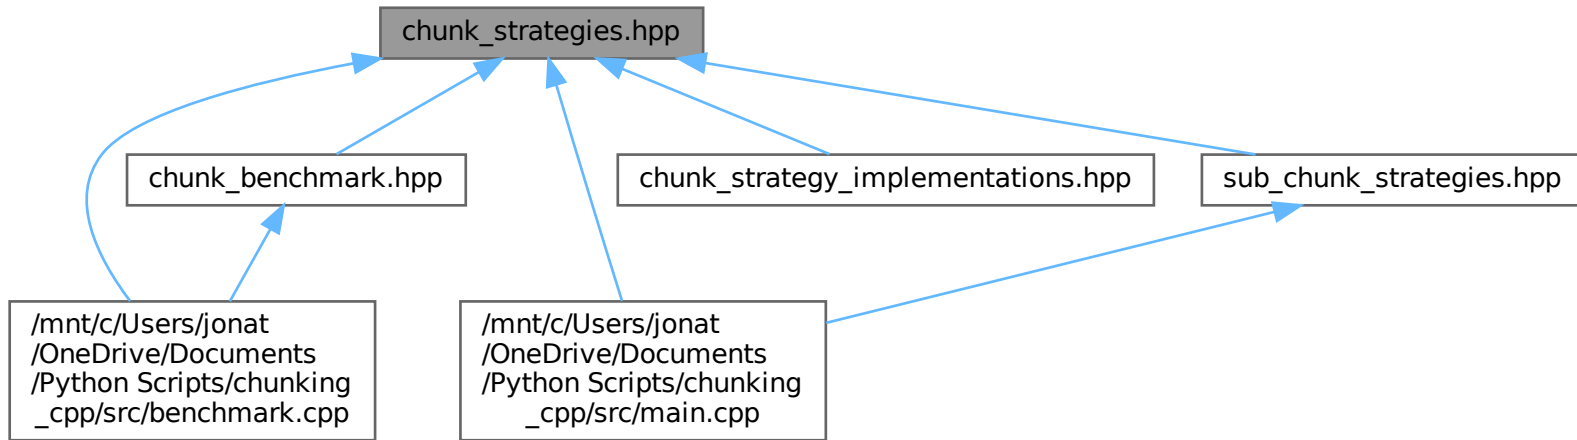 chunk_strategies.hpp
chunk_benchmark.hpp
chunk_strategy_implementations.hpp
sub_chunk_strategies.hpp
/mnt/c/Users/jonat
/OneDrive/Documents
/Python Scripts/chunking
_cpp/src/benchmark.cpp
/mnt/c/Users/jonat
/OneDrive/Documents
/Python Scripts/chunking
_cpp/src/main.cpp